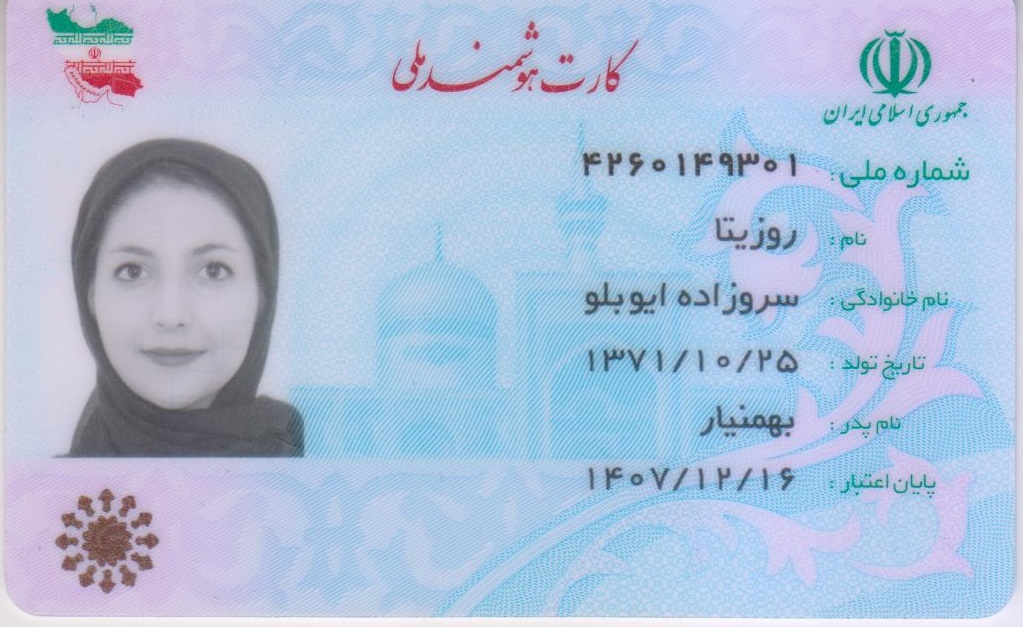 کارت هوشمند ملی
جمهوری اسلامی ایران
شماره ملی : ۴۲۶۰۱۴۹۳۰۱
نام : روزیتا
نام خانوادگی : سروزاده ایوبلو
تاریخ تولد : ۱۳۷۱/۱۰/۲۵
نام پدر : بهمنیار
پایان اعتبار : ۱۴۰۷/۱۲/۱۶